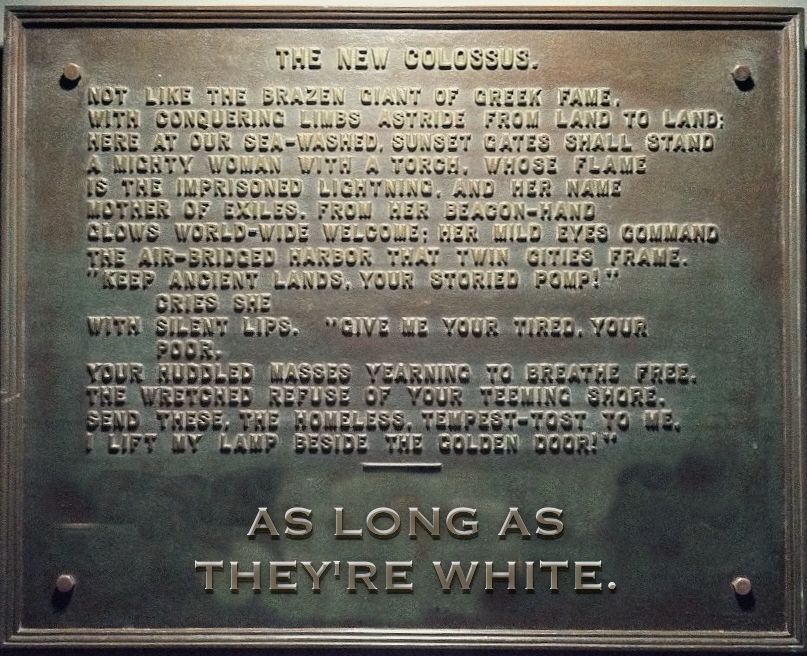 THE NEW COLOSSUS.
NOT LIKE THE BRAZEN GIANT OF GREEK FAME,
WITH CONQUERING LIMBS ASTRIDE FROM LAND TO LAND;
HERE AT OUR SEA-WASHED, SUNSET GATES SHALL STAND
A MIGHTY WOMAN WITH A TORCH, WHOSE FLAME
IS THE IMPRISONED LIGHTNING, AND HER NAME
MOTHER OF EXILES. FROM HER BEACON-HAND
GLOWS WORLD-WIDE WELCOME; HER MILD EYES COMMAND
THE AIR-BRIDGED HARBOR THAT TWIN CITIES FRAME.
"KEEP ANCIENT LANDS, YOUR STORIED POMP!"
CRIES SHE
WITH SILENT LIPS. "GIVE ME YOUR TIRED, YOUR
POOR,
YOUR HUDDLED MASSES YEARNING TO BREATHE FREE,
THE WRETCHED REFUSE OF YOUR TEEMING SHORE.
SEND THESE, THE HOMELESS, TEMPEST-TOST TO ME,
I LIFT MY LAMP BESIDE THE GOLDEN DOOR!"
AS LONG AS
THEY'RE WHITE.